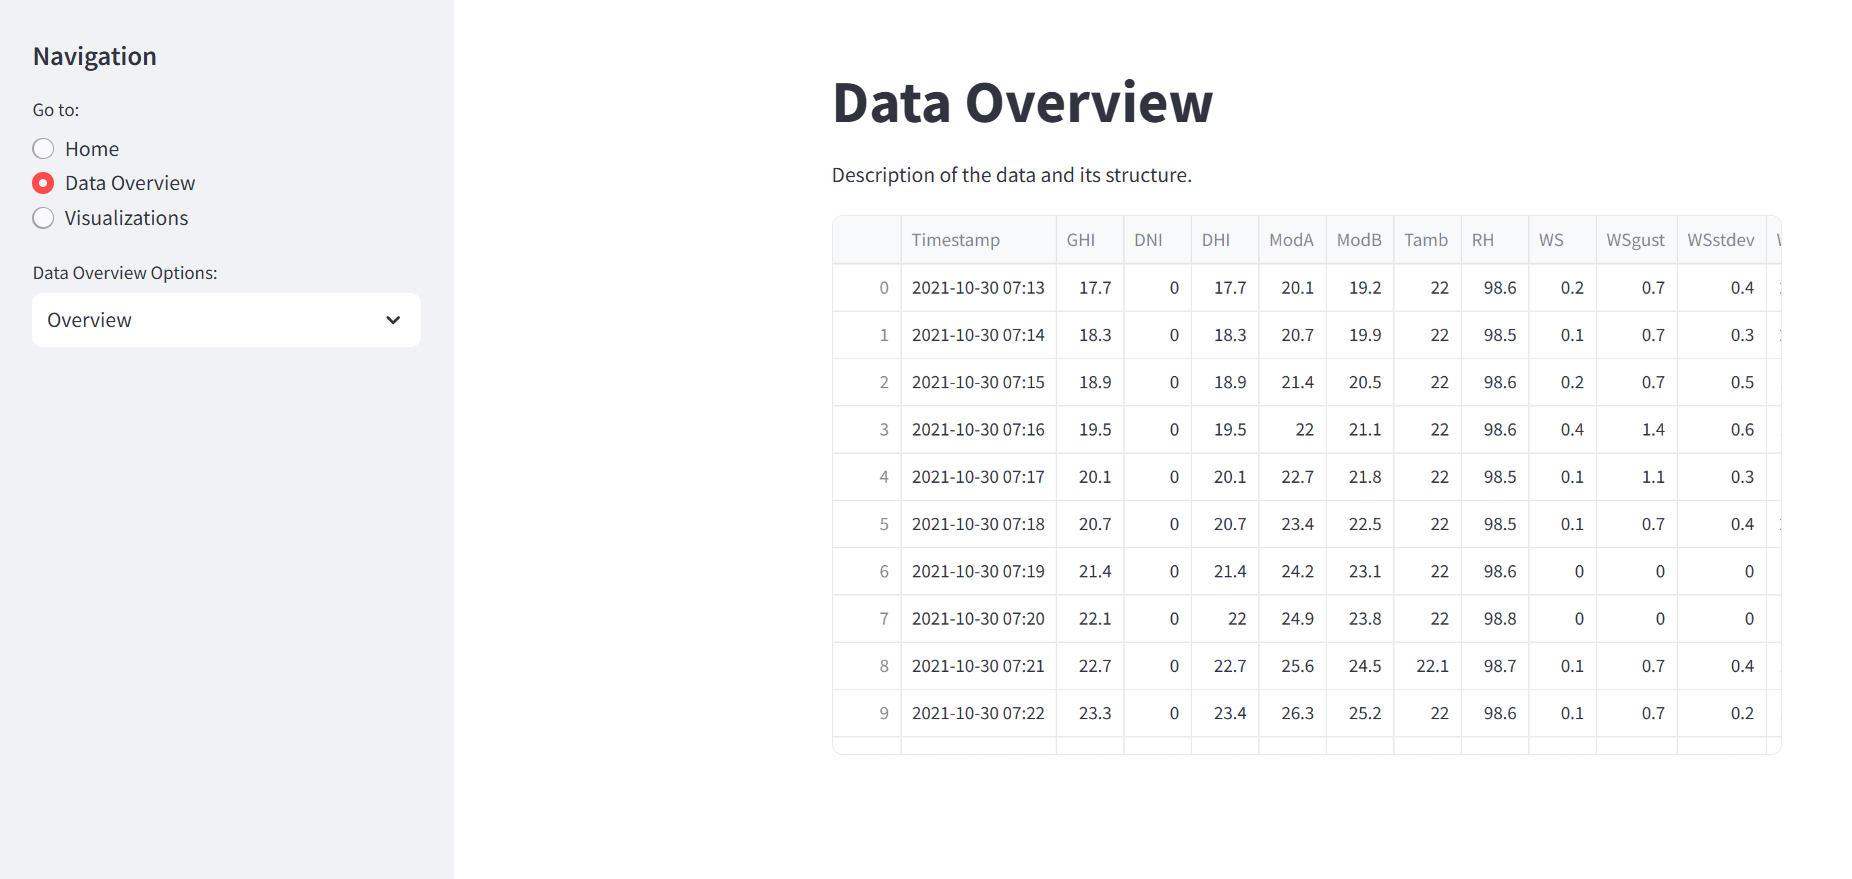 Navigation
Go to:
Home
Data Overview
Visualizations
Data Overview Options:
Overview
Data Overview
Description of the data and its structure.
Timestamp GHI DNI DHI ModA ModB Tamb RH WS WSgust WSstdev
0 2021-10-30 07:13 17.7 0 17.7 20.1 19.2 22 98.6 0.2 0.7 0.4
1 2021-10-30 07:14 18.3 0 18.3 20.7 19.9 22 98.5 0.1 0.7 0.3
2 2021-10-30 07:15 18.9 0 18.9 21.4 20.5 22 98.6 0.2 0.7 0.5
3 2021-10-30 07:16 19.5 0 19.5 22 21.1 22 98.6 0.4 1.4 0.6
4 2021-10-30 07:17 20.1 0 20.1 22.7 21.8 22 98.5 0.1 1.1 0.3
5 2021-10-30 07:18 20.7 0 20.7 23.4 22.5 22 98.5 0.1 0.7 0.4
6 2021-10-30 07:19 21.4 0 21.4 24.2 23.1 22 98.6 0 0 0
7 2021-10-30 07:20 22.1 0 22 24.9 23.8 22 98.8 0 0 0
8 2021-10-30 07:21 22.7 0 22.7 25.6 24.5 22.1 98.7 0.1 0.7 0.4
9 2021-10-30 07:22 23.3 0 23.4 26.3 25.2 22 98.6 0.1 0.7 0.2